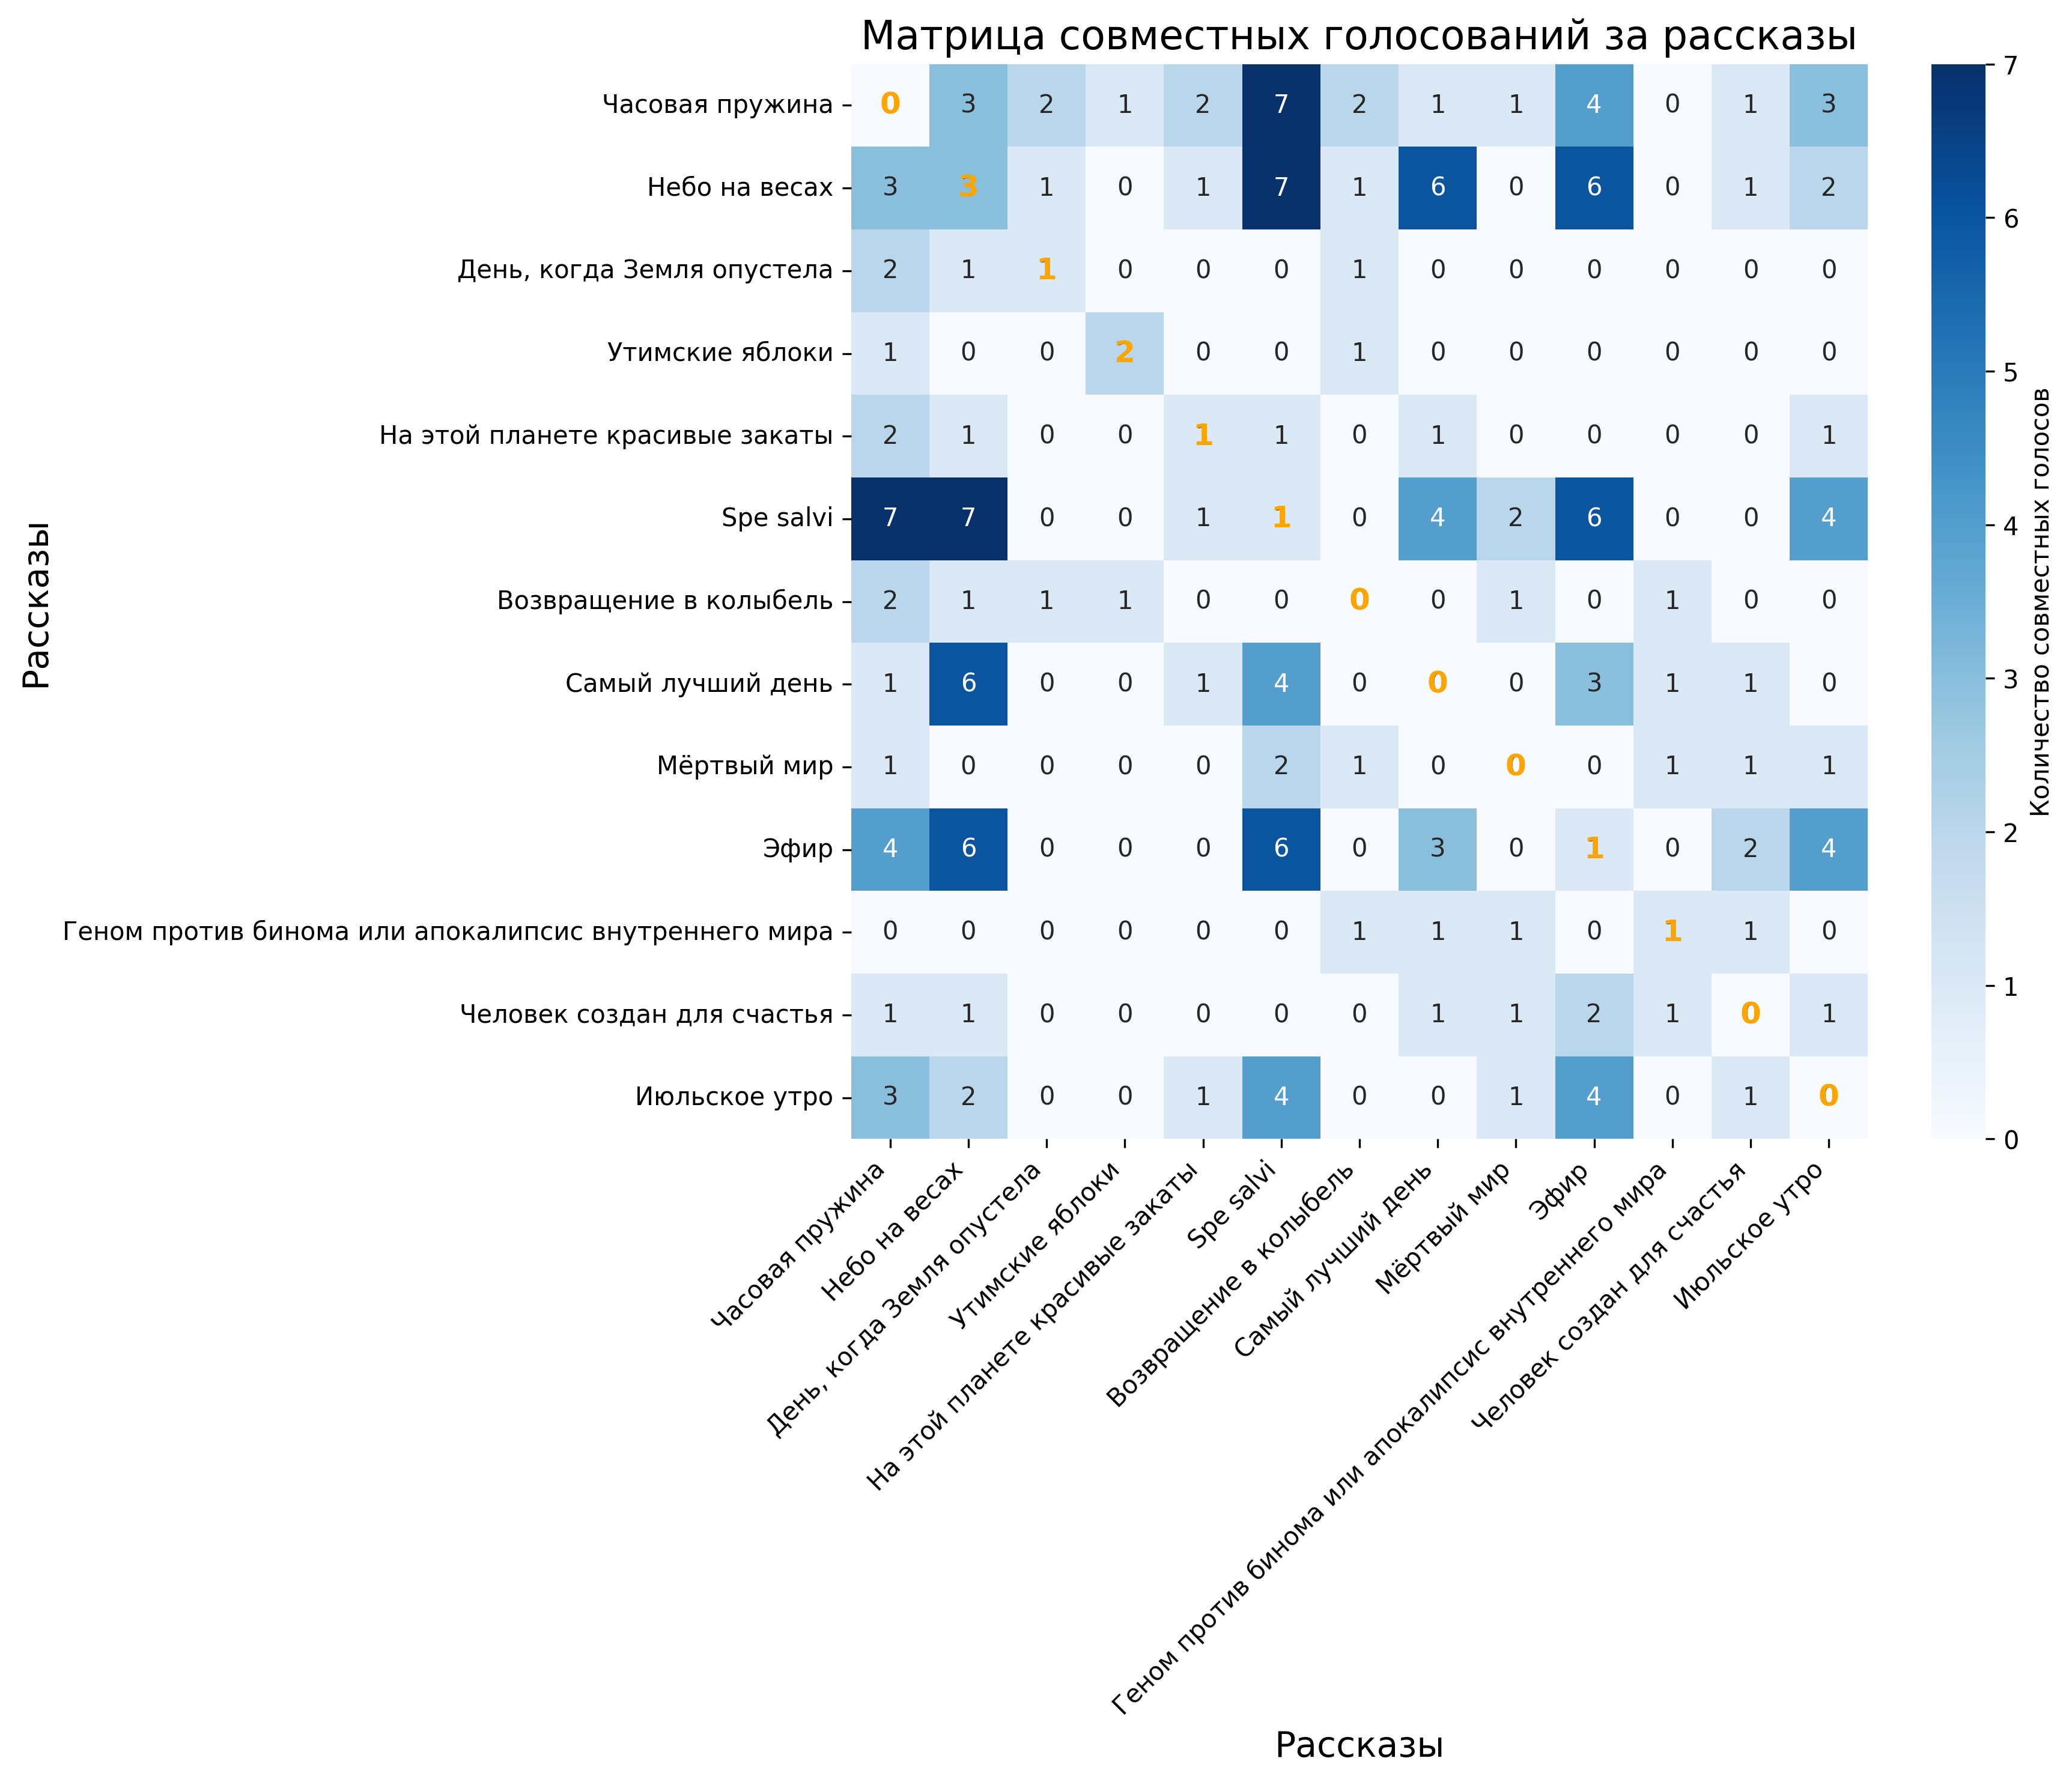 Матрица совместных голосований за рассказы
Часовая пружина 0 3 2 1 2 7 2 1 1 4 0 1 3
Небо на весах 3 3 1 0 1 7 1 6 0 6 0 1 2
День, когда Земля опустела 2 1 1 0 0 0 1 0 0 0 0 0 0
Утимские яблоки 1 0 0 2 0 0 1 0 0 0 0 0 0
На этой планете красивые закаты 2 1 0 0 1 1 0 1 0 0 0 0 1
Spe salvi 7 7 0 0 1 1 0 4 2 6 0 0 4
Возвращение в колыбель 2 1 1 1 0 0 0 0 1 0 1 0 0
Самый лучший день 1 6 0 0 1 4 0 0 0 3 1 1 0
Мёртвый мир 1 0 0 0 0 2 1 0 0 0 1 1 1
Эфир 4 6 0 0 0 6 0 3 0 1 0 2 4
Геном против бинома или апокалипсис внутреннего мира 0 0 0 0 0 0 1 1 1 0 1 1 0
Человек создан для счастья 1 1 0 0 0 0 0 1 1 2 1 0 1
Июльское утро 3 2 0 0 1 4 0 0 1 4 0 1 0
Рассказы
Часовая пружина
Небо на весах
День, когда Земля опустела
Утимские яблоки
На этой планете красивые закаты
Spe salvi
Возвращение в колыбель
Самый лучший день
Мёртвый мир
Эфир
Геном против бинома или апокалипсис внутреннего мира
Человек создан для счастья
Июльское утро
Рассказы
7
6
5
4
3
2
1
0
Количество совместных голосов